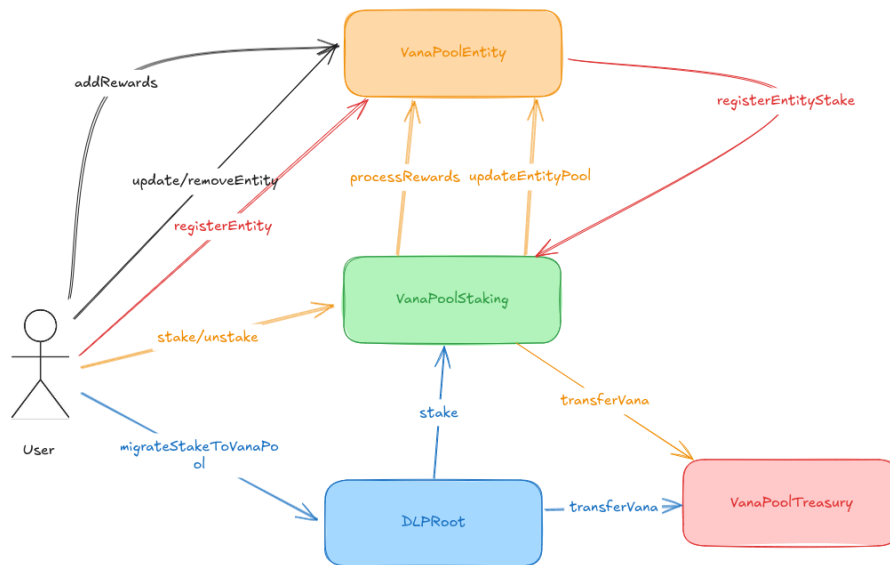 VanaPoolEntity
addRewards
registerEntityStake
update/removeEntity
processRewards
updateEntityPool
registerEntity
VanaPoolStaking
stake/unstake
transferVana
stake
User
migrateStakeToVanaPo
ol
DLPRoot
transferVana
VanaPoolTreasury